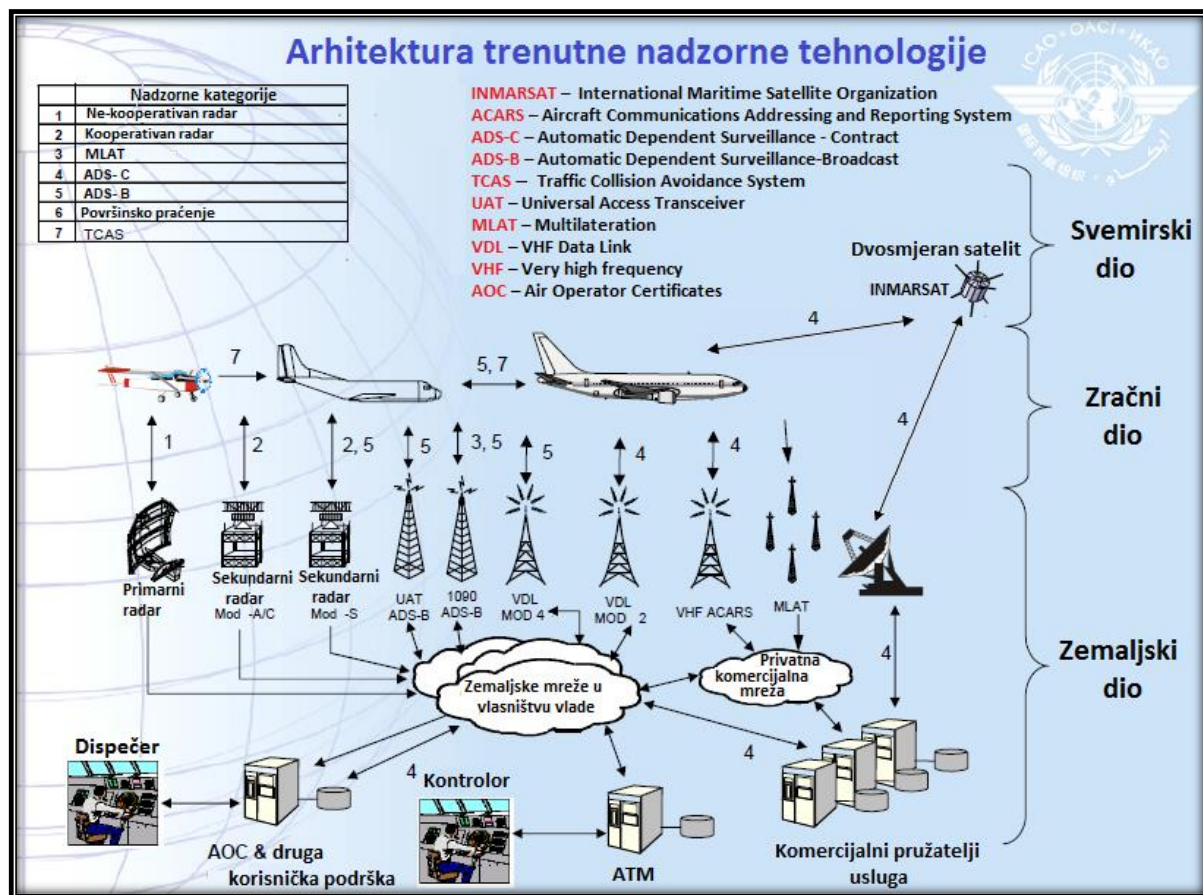 Arhitektura trenutne nadzorne tehnologije
ICAO • OACI • ИКАО
Nadzorne kategorije
1 Ne-kooperativan radar
2 Kooperativan radar
3 MLAT
4 ADS- C
5 ADS- B
6 Površinsko praćenje
7 TCAS
INMARSAT – International Maritime Satellite Organization
ACARS – Aircraft Communications Addressing and Reporting System
ADS-C – Automatic Dependent Surveillance - Contract
ADS-B – Automatic Dependent Surveillance-Broadcast
TCAS – Traffic Collision Avoidance System
UAT – Universal Access Transceiver
MLAT – Multilateration
VDL – VHF Data Link
VHF – Very high frequency
AOC – Air Operator Certificates
Svemirski
dio
Dvosmjeran satelit
INMARSAT
4
7
5, 7
4
Zračni
dio
1
2
2, 5
5
3, 5
5
4
4
Primarni
radar
Sekundarni
radar
Mod -A/C
Sekundarni
radar
Mod -S
UAT
ADS-B
1090
ADS-B
VDL
MOD 4
VDL
MOD 2
VHF ACARS
MLAT
Zemaljske mreže u
vlasništvu vlade
Privatna
komercijalna
mreža
4
Zemaljski
dio
4
4
Dispečer
Kontrolor
AOC & druga
korisnička podrška
ATM
Komercijalni pružatelji
usluga